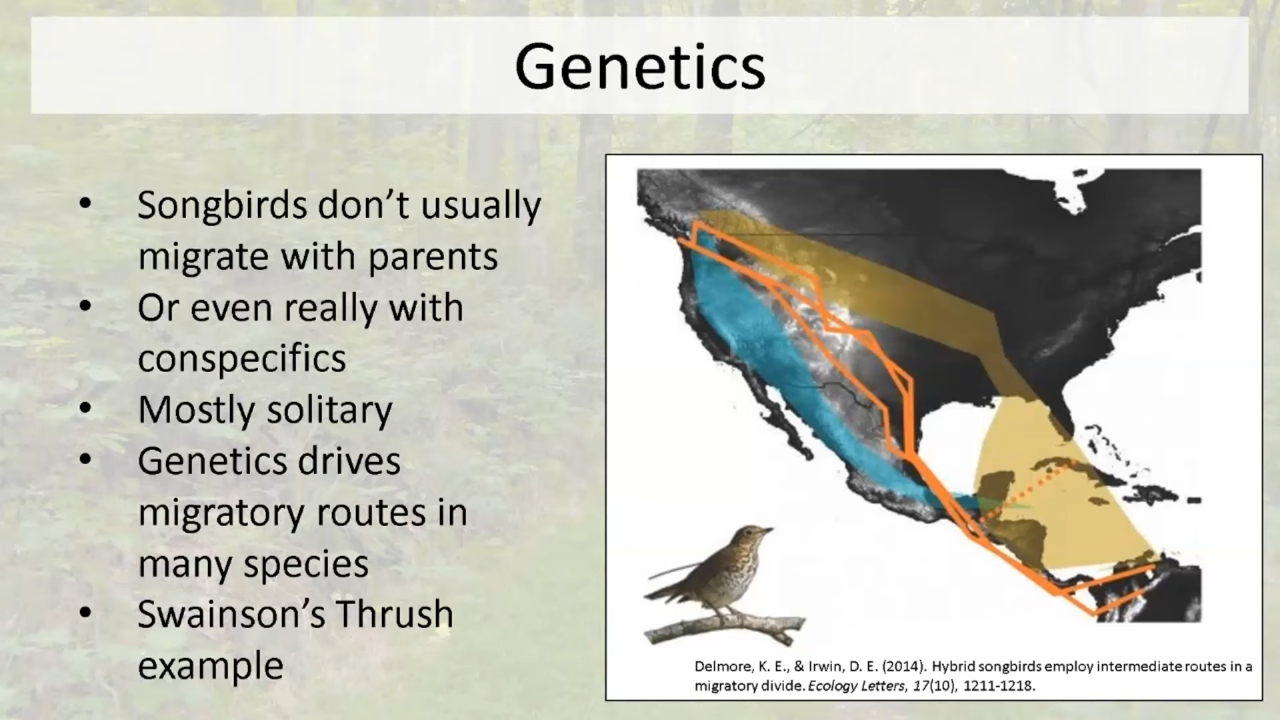 Genetics
• Songbirds don’t usually
migrate with parents
• Or even really with
conspecifics
• Mostly solitary
• Genetics drives
migratory routes in
many species
• Swainson’s Thrush
example
Delmore, K. E., & Irwin, D. E. (2014). Hybrid songbirds employ intermediate routes in a
migratory divide. Ecology Letters, 17(10), 1211-1218.